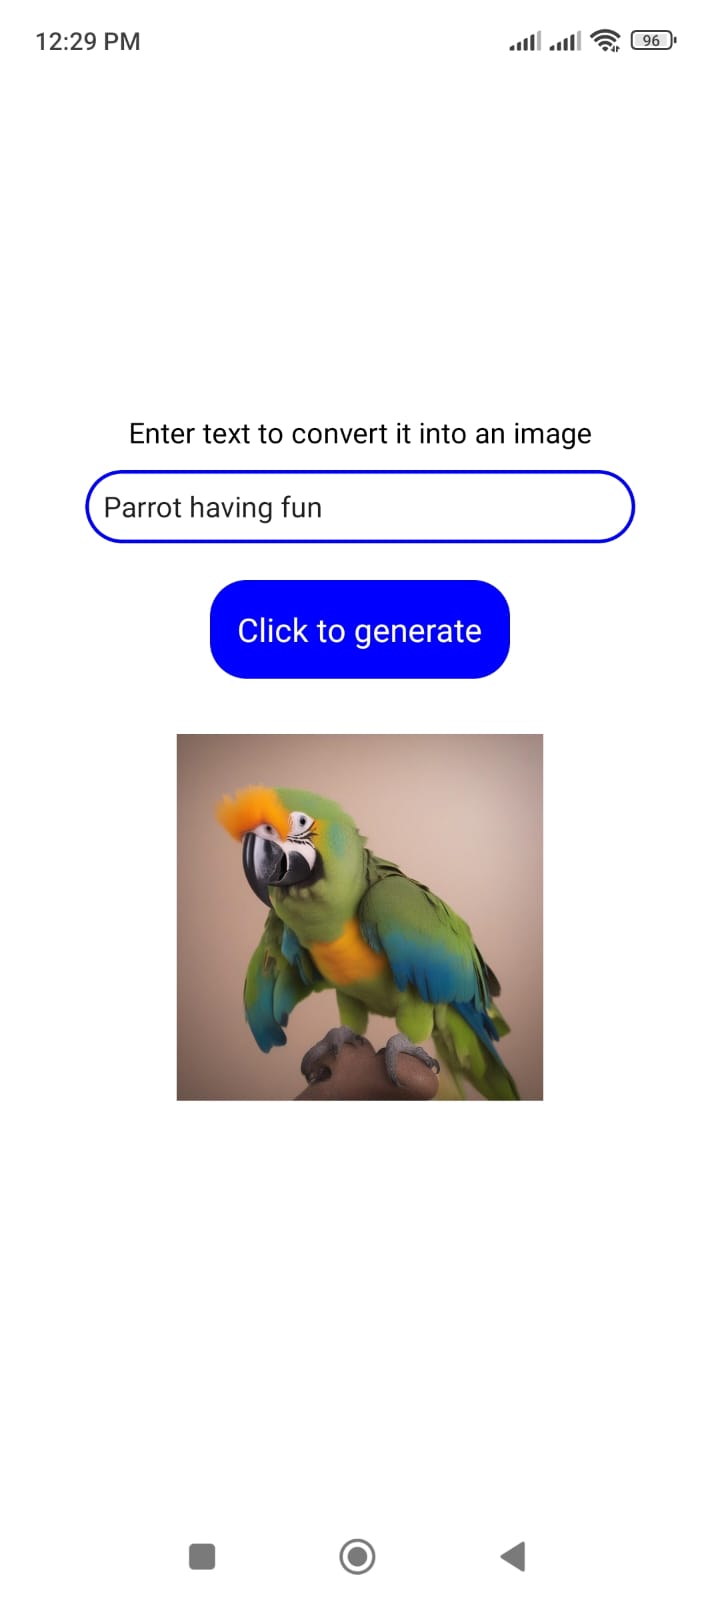 12:29 PM
96
Enter text to convert it into an image
Parrot having fun
Click to generate